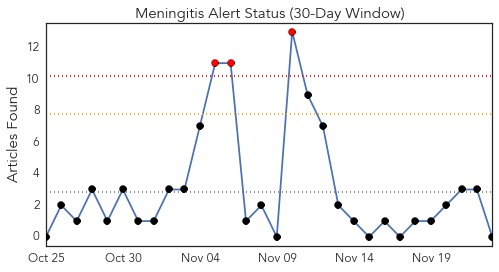 Meningitis Alert Status (30-Day Window)
Articles Found
12
10
8
6
4
2
0
Oct 25 Oct 30 Nov 04 Nov 09 Nov 14 Nov 19